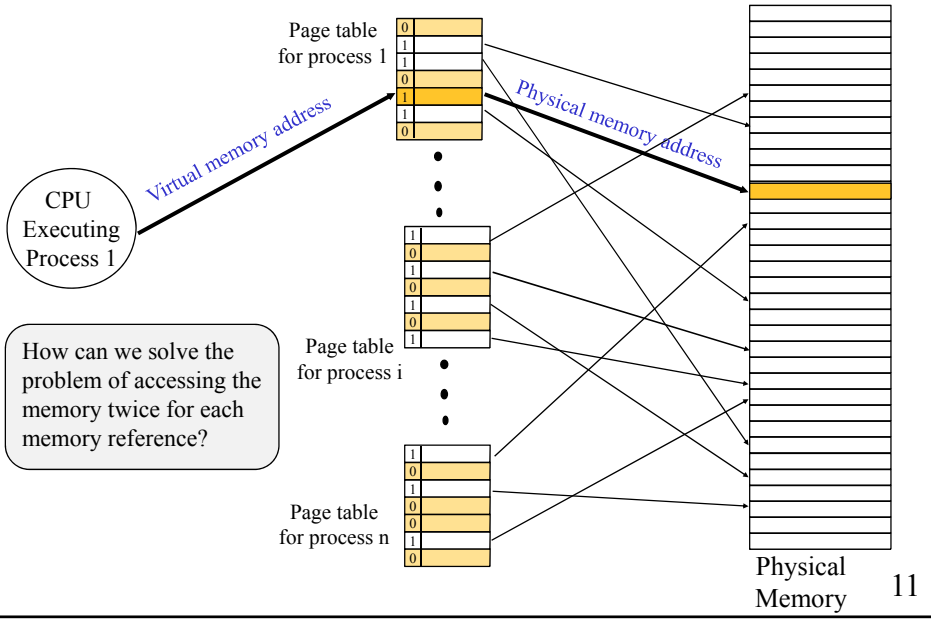 Page table
for process 1
0
1
1
0
1
1
0
Virtual memory address
Physical memory address
CPU
Executing
Process 1
1
0
1
0
1
0
1
How can we solve the
problem of accessing the
memory twice for each
memory reference?
Page table
for process i
1
0
1
0
0
1
0
Page table
for process n
Physical
Memory
11